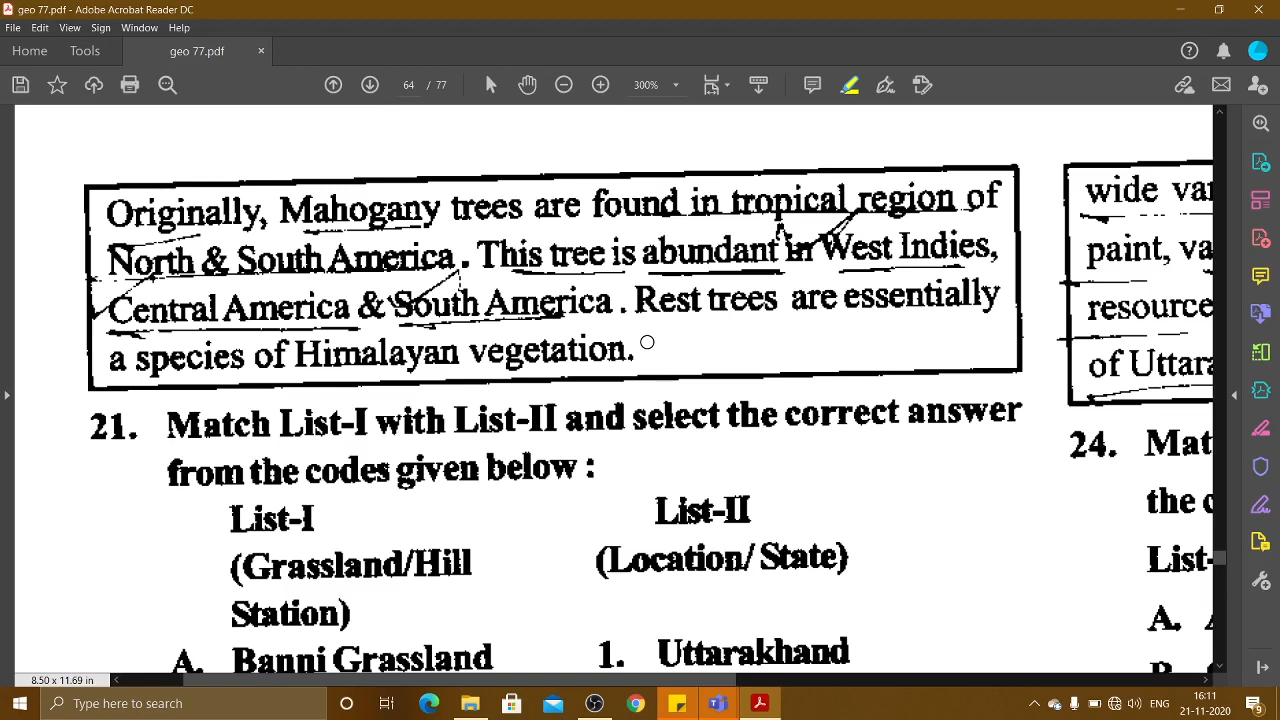 geo 77.pdf - Adobe Acrobat Reader DC
File Edit View Sign Window Help
Home Tools geo 77.pdf ×
64 / 77 300%
Originally, Mahogany trees are found in tropical region of
North & South America. This tree is abundant in West Indies,
Central America & South America. Rest trees are essentially
a species of Himalayan vegetation.
21. Match List-I with List-II and select the correct answer
from the codes given below :
List-I List-II
(Grassland/Hill (Location/ State)
Station)
A. Banni Grassland 1. Uttarakhand
wide
paint,
resource
of
24.
the
List-
A.
8.50 x 11.69 in
Type here to search
16:11
21-11-2020
9